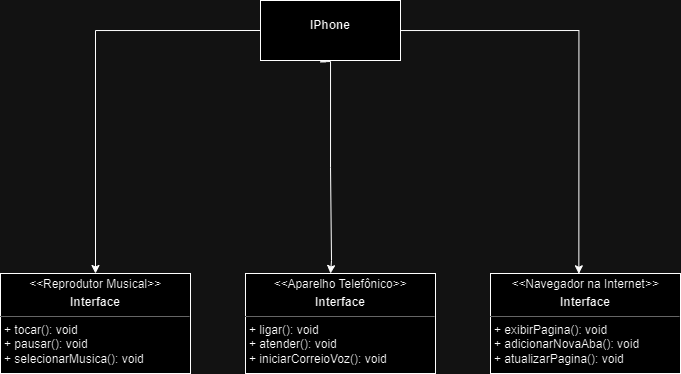 IPhone
<<Reprodutor Musical>>
Interface
+ tocar(): void
+ pausar(): void
+ selecionarMusica(): void
<<Aparelho Telefônico>>
Interface
+ ligar(): void
+ atender(): void
+ iniciarCorreioVoz(): void
<<Navegador na Internet>>
Interface
+ exibirPagina(): void
+ adicionarNovaAba(): void
+ atualizarPagina(): void